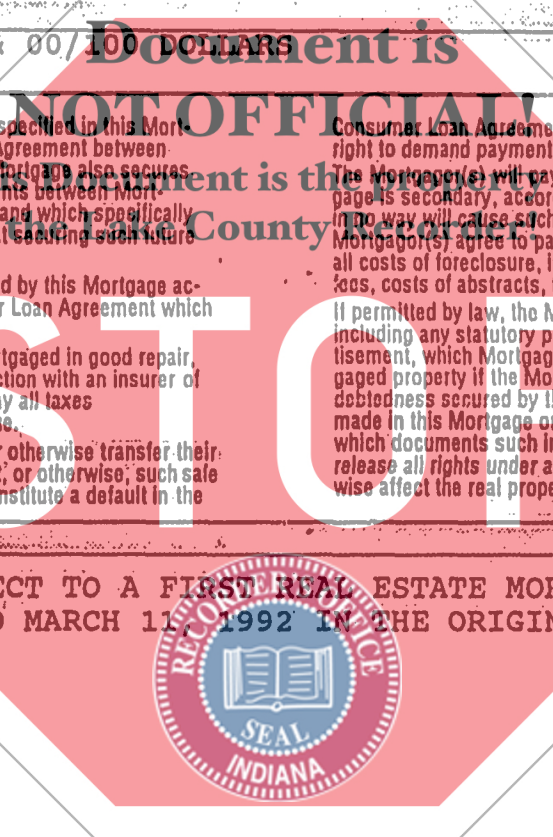 Document is
& 00/100 DOLLARS
NOT OFFICIAL!
s Document is the property
the Lake County Recorder!
STOP
specified in this Mort-
Agreement between
Mortgage also secures
nts between Mort-
and which specifically
t securing such future
d by this Mortgage ac-
r Loan Agreement which
tgaged in good repair,
ction with an insurer of
y all taxes
se.
r otherwise transfer their
, or otherwise, such sale
nstitute a default in the
Consumer Loan Agreeme
right to demand payment
The Mortgagor(s) will pay
gage is secondary, accor
in no way will cause
Mortgagor(s) agree to pa
all costs of foreclosure, i
fees, costs of abstracts,
If permitted by law, the M
including any statutory p
tisement, which Mortgag
gaged property if the Mo
debtedness secured by t
made in this Mortgage o
which documents such i
release all rights under a
wise affect the real prope
ECT TO A FIRST REAL ESTATE MO
MARCH 11, 1992 IN THE ORIGIN
RECORDER'S OFFICE
SEAL
INDIANA